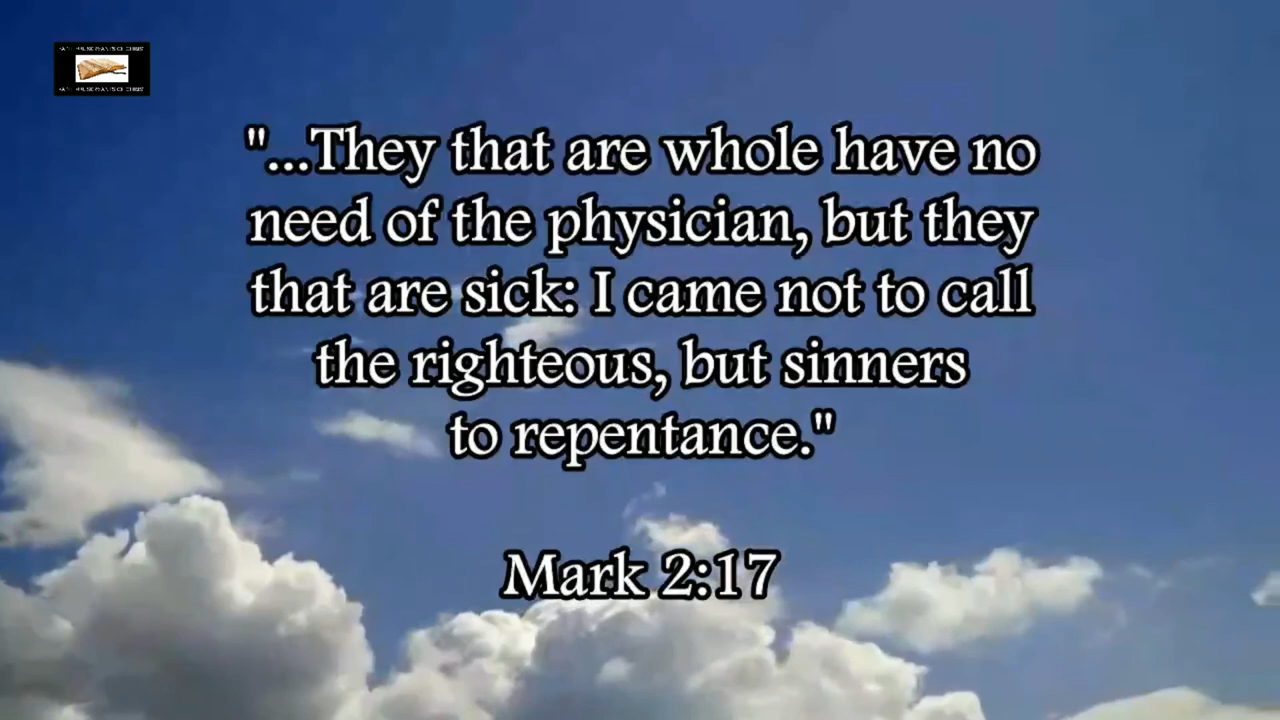 "...They that are whole have no
need of the physician, but they
that are sick: I came not to call
the righteous, but sinners
to repentance."
Mark 2:17